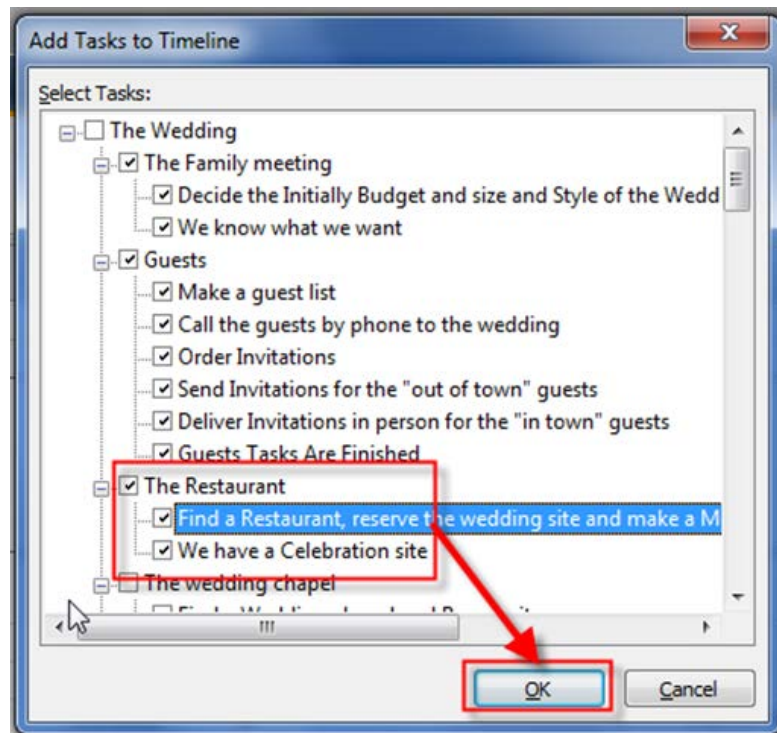 Add Tasks to Timeline
Select Tasks:
The Wedding
The Family meeting
Decide the Initially Budget and size and Style of the Wedd
We know what we want
Guests
Make a guest list
Call the guests by phone to the wedding
Order Invitations
Send Invitations for the "out of town" guests
Deliver Invitations in person for the "in town" guests
Guests Tasks Are Finished
The Restaurant
Find a Restaurant, reserve the wedding site and make a M
We have a Celebration site
The wedding chapel
OK Cancel